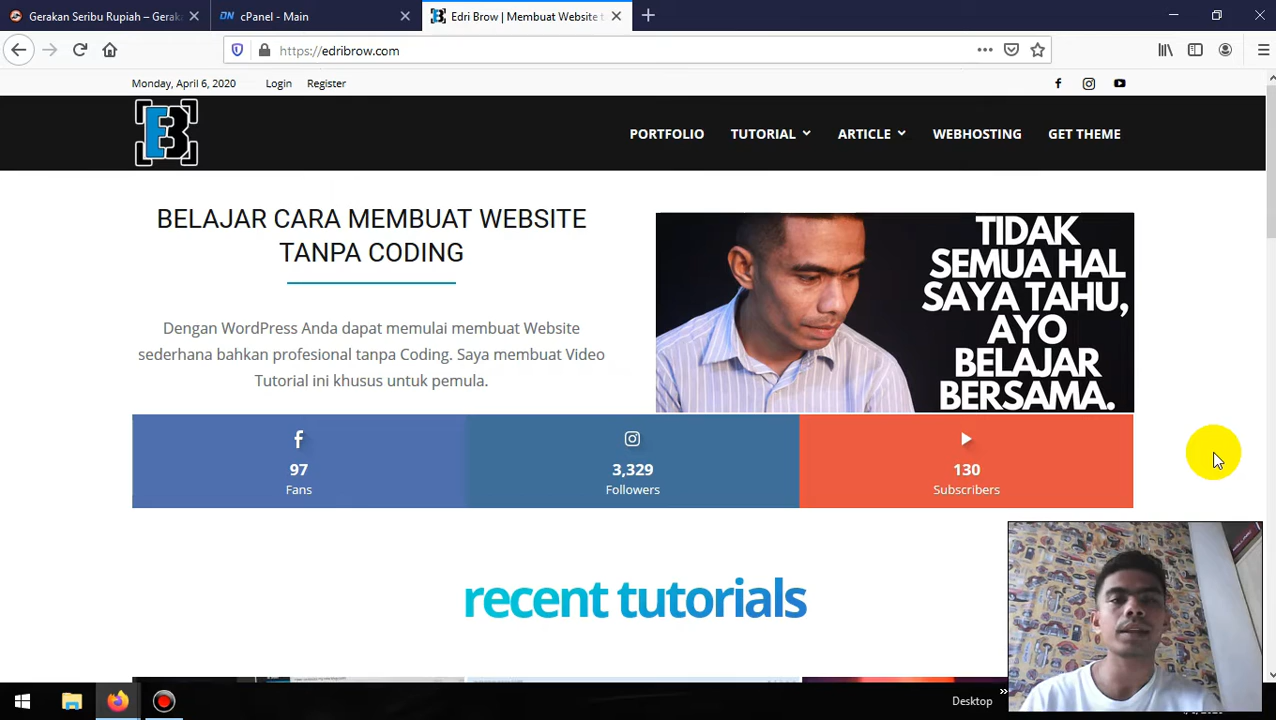 Gerakan Seribu Rupiah – Gerak
cPanel - Main
Edri Brow | Membuat Website t
https://edribrow.com
Monday, April 6, 2020 Login Register
PORTFOLIO TUTORIAL ARTICLE WEBHOSTING GET THEME
BELAJAR CARA MEMBUAT WEBSITE
TANPA CODING
Dengan WordPress Anda dapat memulai membuat Website
sederhana bahkan profesional tanpa Coding. Saya membuat Video
Tutorial ini khusus untuk pemula.
TIDAK
SEMUA HAL
SAYA TAHU,
AYO
BELAJAR
BERSAMA.
97
Fans
3,329
Followers
130
Subscribers
recent tutorials
Desktop